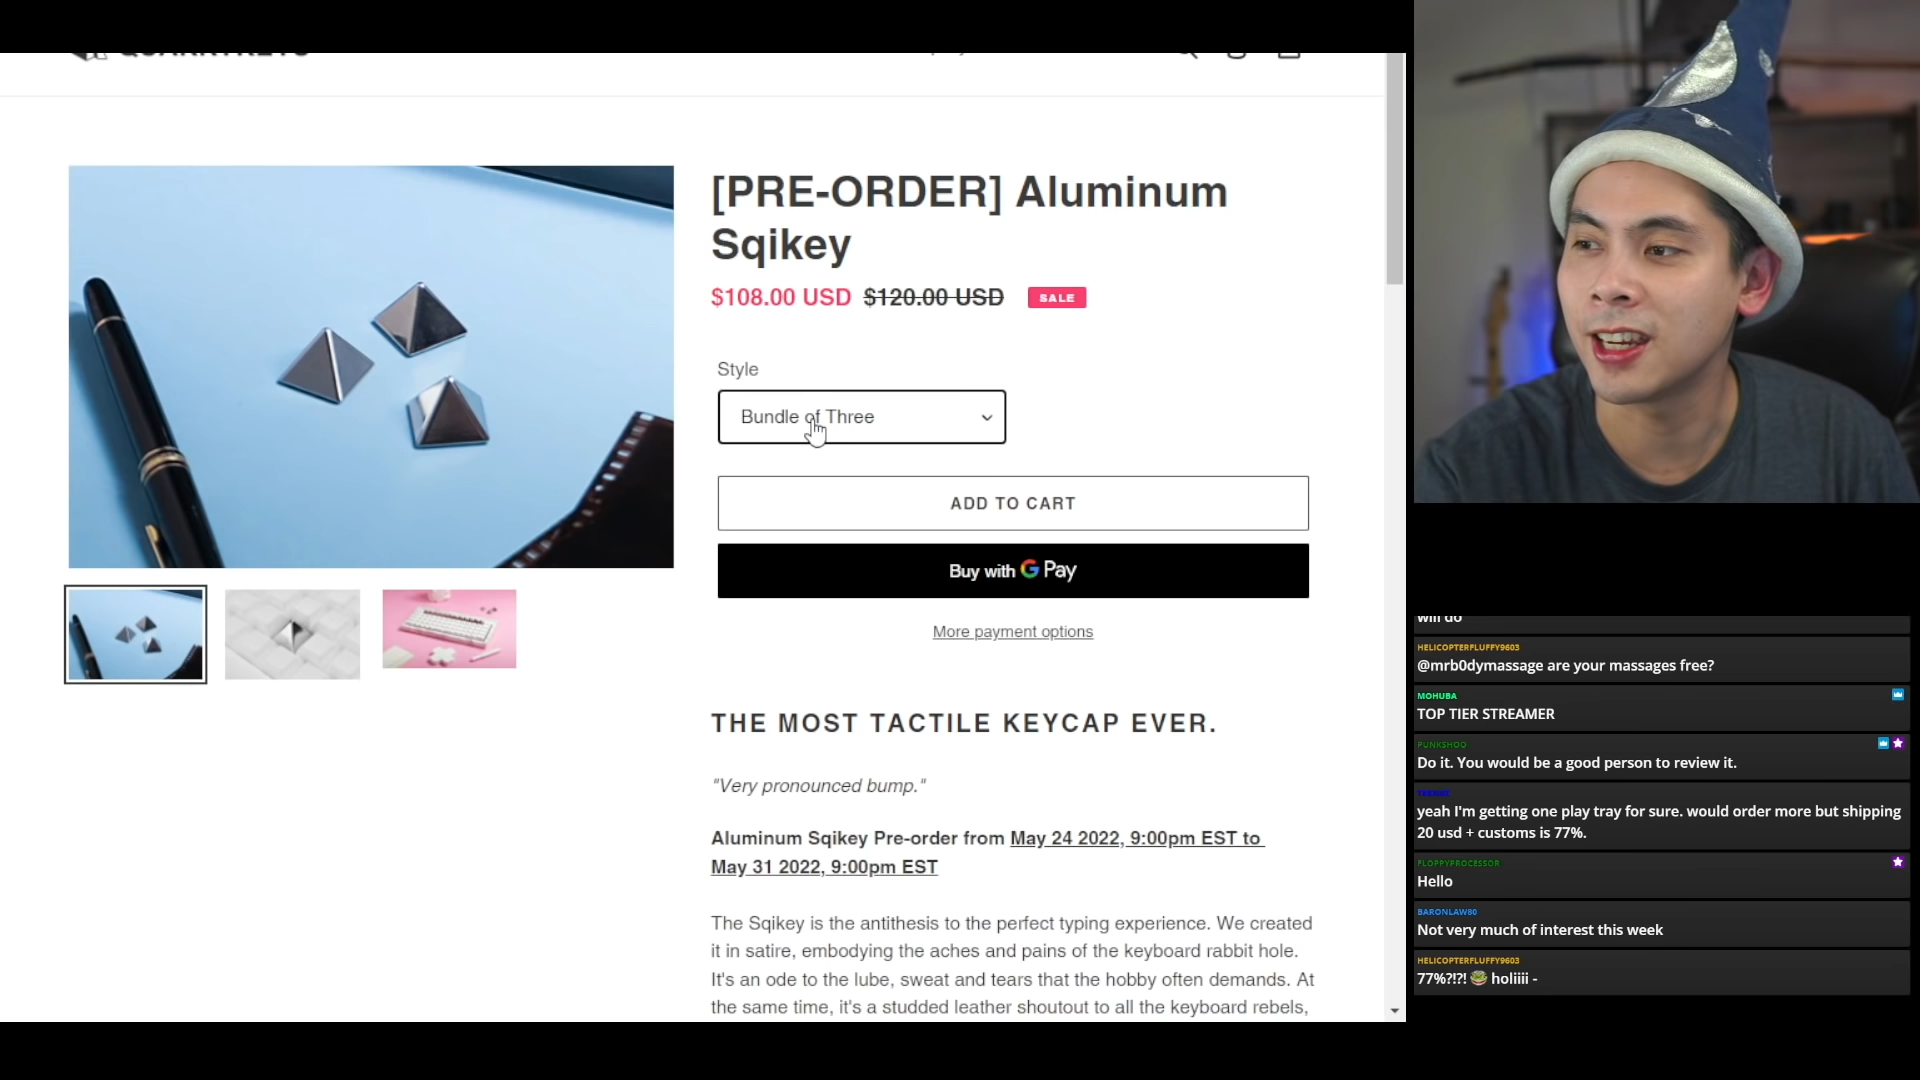 [PRE-ORDER] Aluminum
Sqikey
$108.00 USD $120.00 USD SALE
Style
Bundle of Three
ADD TO CART
Buy with G Pay
More payment options
THE MOST TACTILE KEYCAP EVER.
"Very pronounced bump."
Aluminum Sqikey Pre-order from May 24 2022, 9:00pm EST to
May 31 2022, 9:00pm EST
The Sqikey is the antithesis to the perfect typing experience. We created
it in satire, embodying the aches and pains of the keyboard rabbit hole.
It's an ode to the lube, sweat and tears that the hobby often demands. At
the same time, it's a studded leather shoutout to all the keyboard rebels,
will do
HELICOPTERFLUFFY9603
@mrb0dymassage are your massages free?
MOHUBA
TOP TIER STREAMER
PUNKSHOO
Do it. You would be a good person to review it.
yeah I'm getting one play tray for sure. would order more but shipping
20 usd + customs is 77%.
FLOPPYPROCESSOR
Hello
BARONLAW80
Not very much of interest this week
HELICOPTERFLUFFY9603
77%?!?! holiiii -